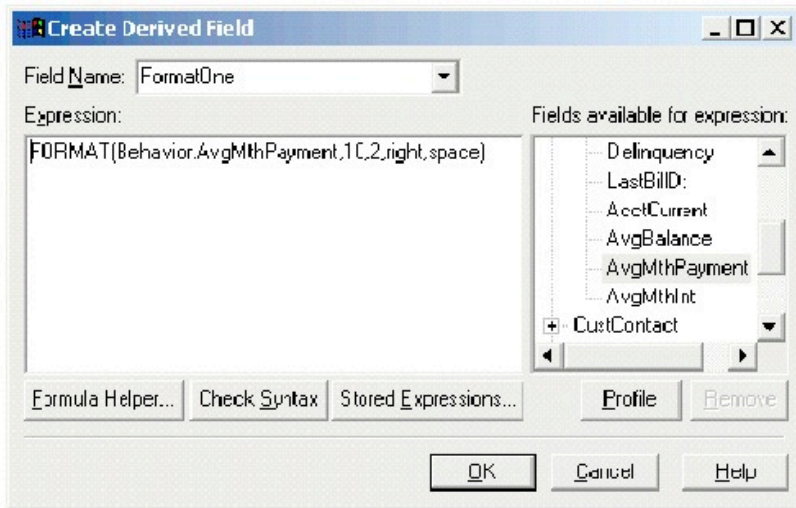 Create Derived Field
Field Name: FormatOne
Expression:
Fields available for expression:
FORMAT(Behavior.AvgMthPayment,10,2,right,space)
Delinquency
LastBillD:
AcctCurrent
AvgBalance
AvgMthPayment
AvgMthInt
CustContact
Formula Helper...
Check Syntax
Stored Expressions...
Profile
Remove
OK
Cancel
Help